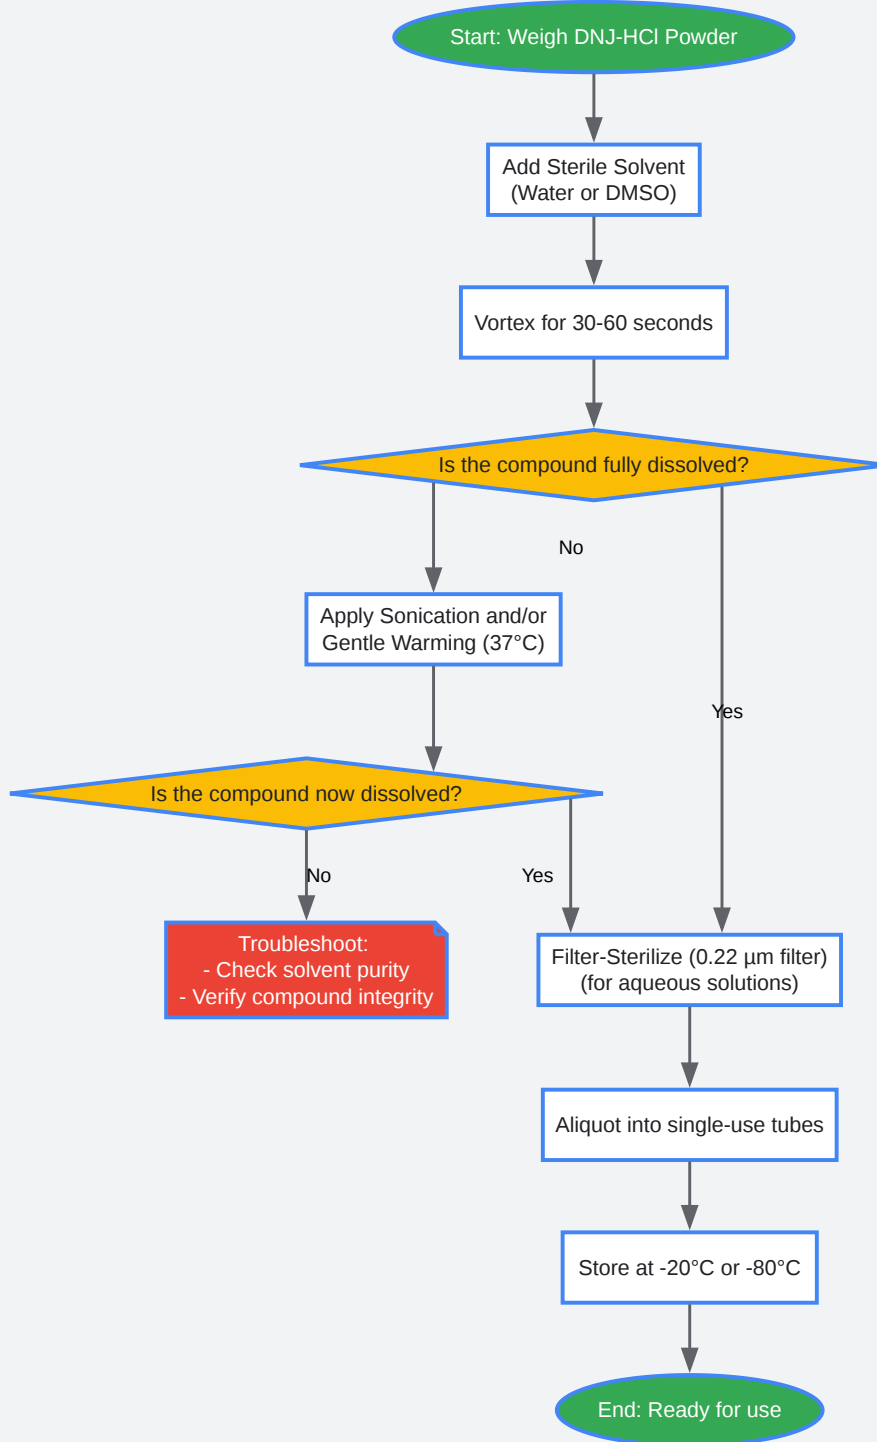 Start: Weigh DNJ-HCl Powder
Add Sterile Solvent
(Water or DMSO)
Vortex for 30-60 seconds
Is the compound fully dissolved?
No
Apply Sonication and/or
Gentle Warming (37°C)
Yes
Is the compound now dissolved?
No
Yes
Troubleshoot:
- Check solvent purity
- Verify compound integrity
Filter-Sterilize (0.22 µm filter)
(for aqueous solutions)
Aliquot into single-use tubes
Store at -20°C or -80°C
End: Ready for use